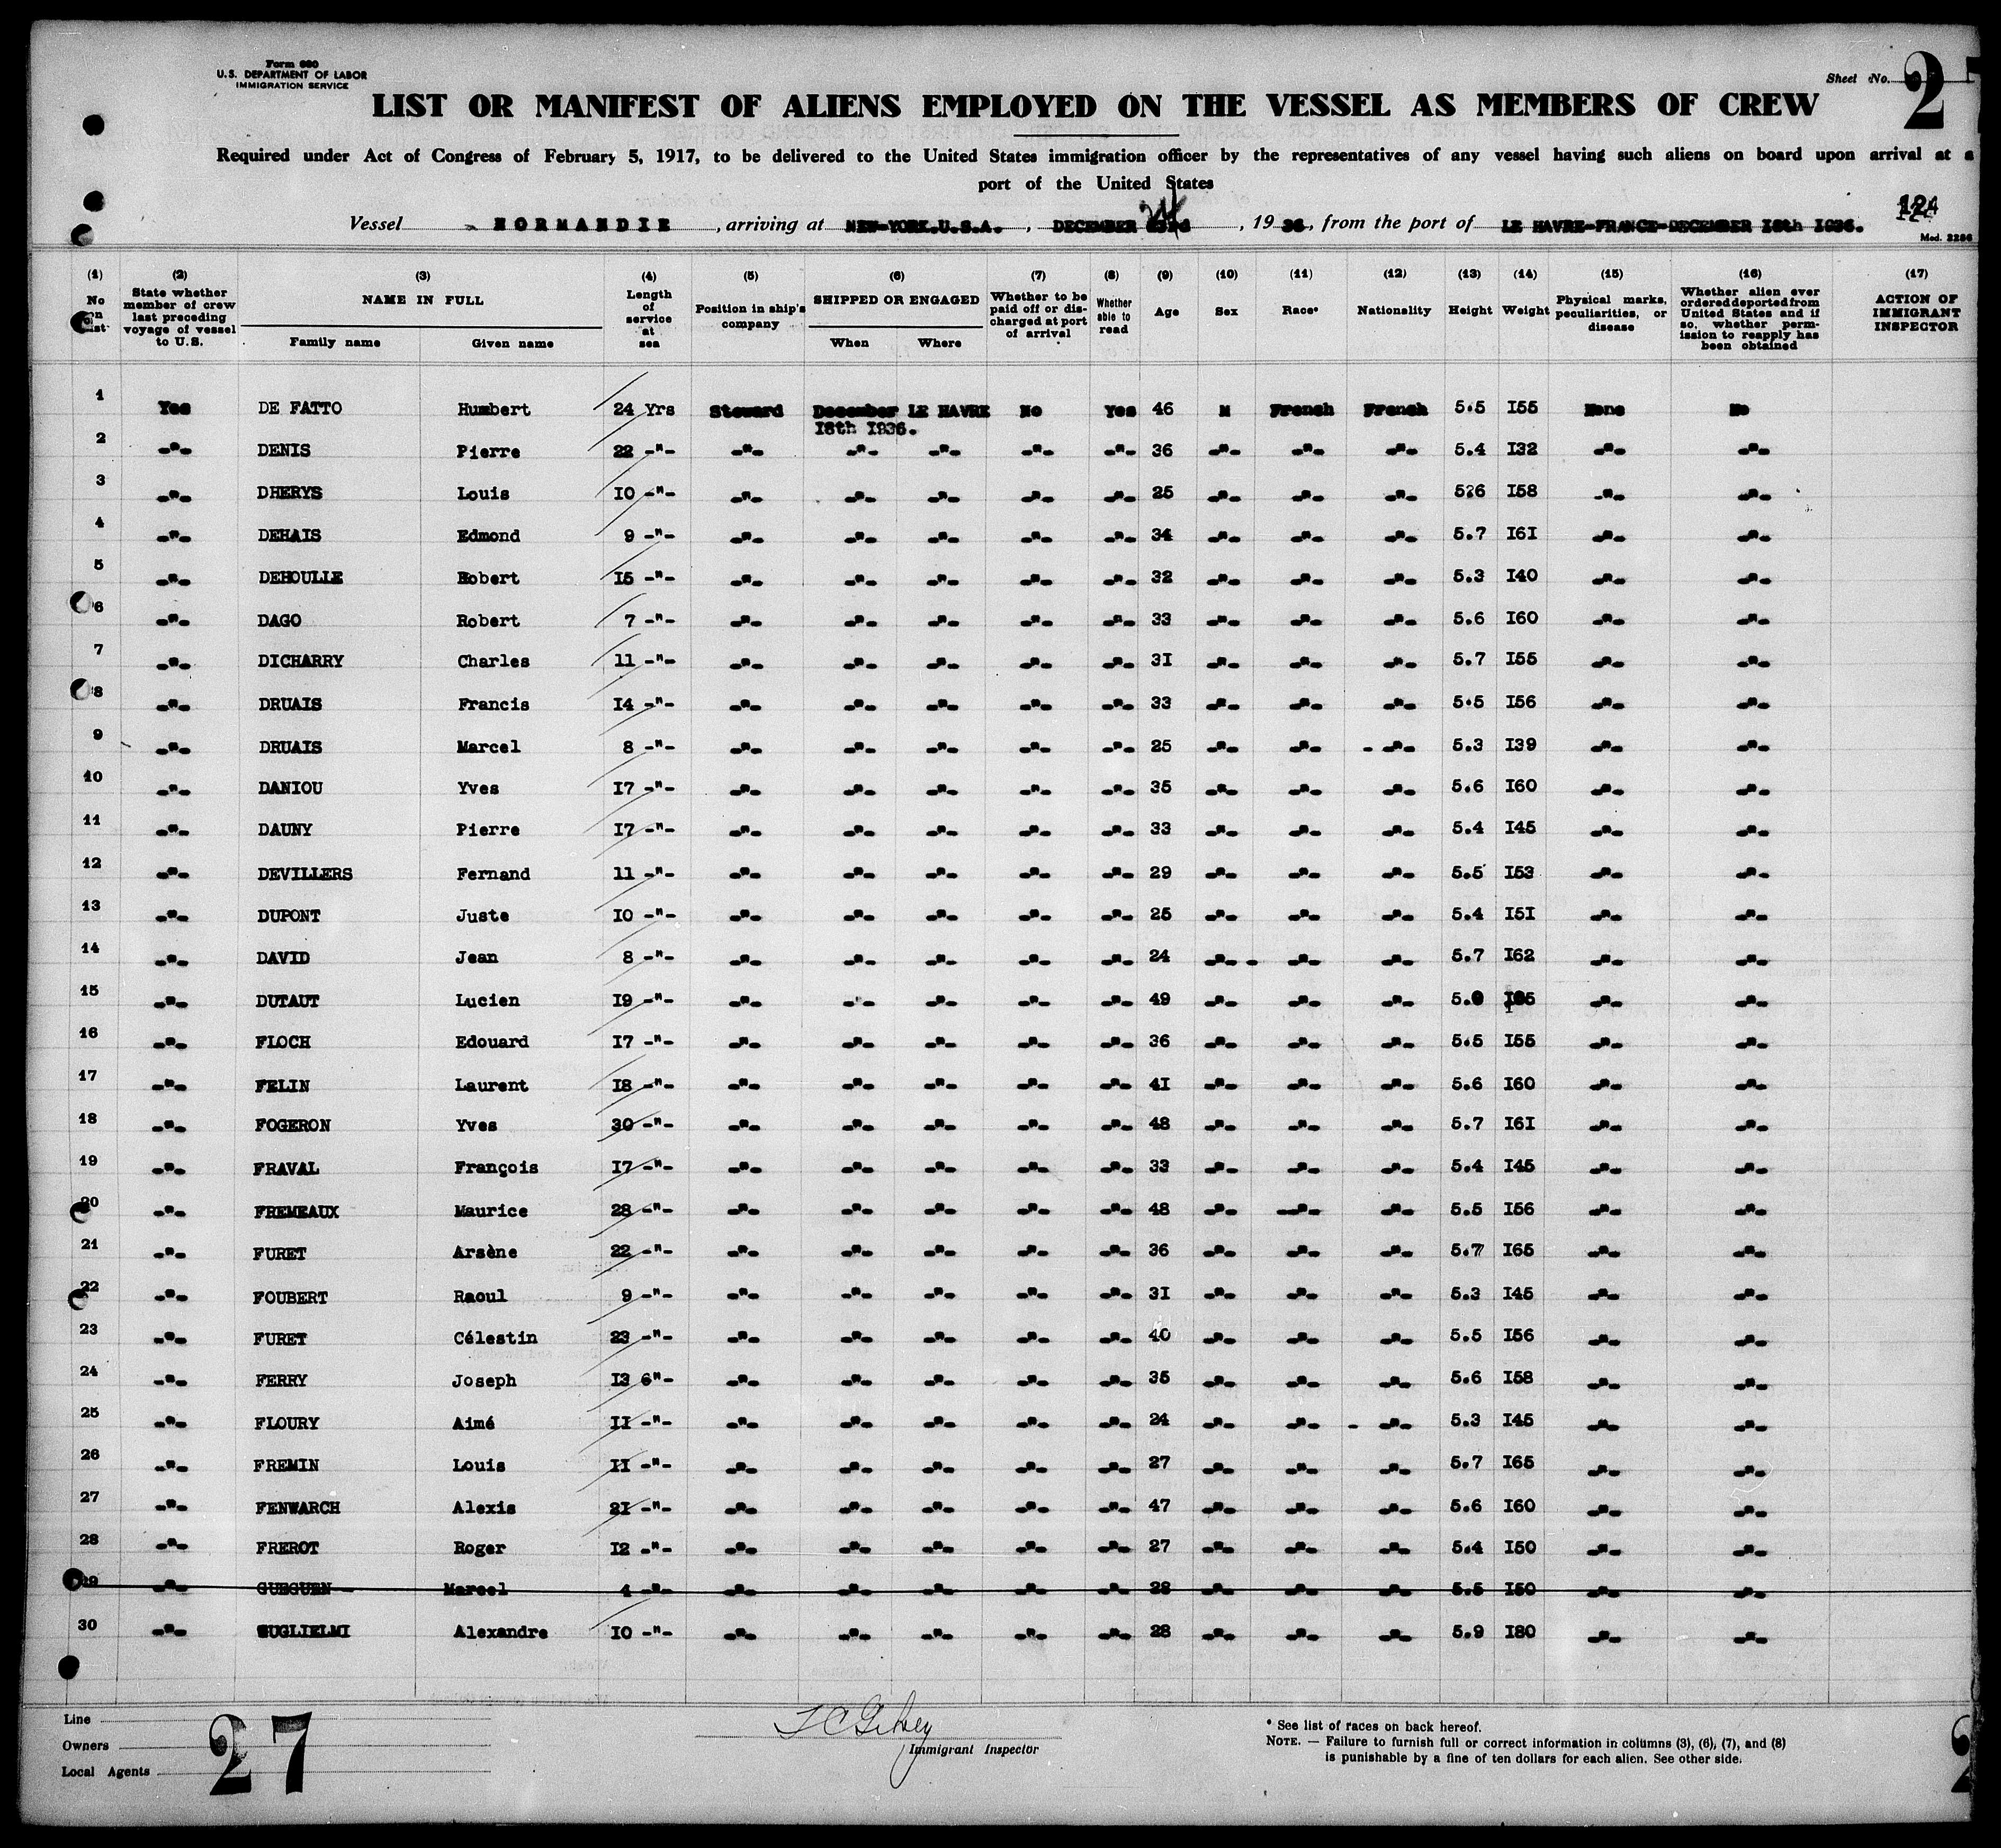 Form 680
U.S. DEPARTMENT OF LABOR
IMMIGRATION SERVICE
Sheet No. 2
LIST OR MANIFEST OF ALIENS EMPLOYED ON THE VESSEL AS MEMBERS OF CREW
Required under Act of Congress of February 5, 1917, to be delivered to the United States immigration officer by the representatives of any vessel having such aliens on board upon arrival at a
port of the United States
Vessel NORMANDIE, arriving at NEW-YORK.U.S.A., DECEMBER 1936, from the port of LE HAVRE-FRANCE-DECEMBER I8th I936.
Mod. 2286
(1) (2) (3) (4) (5) (6) (7) (8) (9) (10) (11) (12) (13) (14) (15) (16) (17)
No on list
State whether member of crew last preceding voyage of vessel to U.S.
NAME IN FULL
Family name Given name
Length of service at sea
Position in ship's company
SHIPPED OR ENGAGED
When Where
Whether to be paid off or discharged at port of arrival
Whether able to read
Age Sex Race* Nationality Height Weight
Physical marks, peculiarities, or disease
Whether alien ever ordered deported from United States and if so, whether permission to reapply has been obtained
ACTION OF IMMIGRANT INSPECTOR
1 Yes DE FATTO Humbert 24 Yrs Steward December I8th I936. LE HAVRE No Yes 46 M French French 5.5 I55 None No
2 -"- DENIS Pierre 22 -"- -"- -"- -"- -"- -"- 36 -"- -"- -"- 5.4 I32 -"- -"-
3 -"- DHERYS Louis I0 -"- -"- -"- -"- -"- -"- 25 -"- -"- -"- 526 I58 -"- -"-
4 -"- DEHAIS Edmond 9 -"- -"- -"- -"- -"- -"- 34 -"- -"- -"- 5.7 I6I -"- -"-
5 -"- DEHOULLE Robert I5 -"- -"- -"- -"- -"- -"- 32 -"- -"- -"- 5.3 I40 -"- -"-
6 -"- DAGO Robert 7 -"- -"- -"- -"- -"- -"- 33 -"- -"- -"- 5.6 I60 -"- -"-
7 -"- DICHARRY Charles 11 -"- -"- -"- -"- -"- -"- 3I -"- -"- -"- 5.7 I55 -"- -"-
8 -"- DRUAIS Francis I4 -"- -"- -"- -"- -"- -"- 33 -"- -"- -"- 5.5 I56 -"- -"-
9 -"- DRUAIS Marcel 8 -"- -"- -"- -"- -"- -"- 25 -"- -"- -"- 5.3 I39 -"- -"-
10 -"- DANIOU Yves I7 -"- -"- -"- -"- -"- -"- 35 -"- -"- -"- 5.6 I60 -"- -"-
11 -"- DAUNY Pierre I7 -"- -"- -"- -"- -"- -"- 33 -"- -"- -"- 5.4 I45 -"- -"-
12 -"- DEVILLERS Fernand 11 -"- -"- -"- -"- -"- -"- 29 -"- -"- -"- 5.5 I53 -"- -"-
13 -"- DUPONT Juste I0 -"- -"- -"- -"- -"- -"- 25 -"- -"- -"- 5.4 I5I -"- -"-
14 -"- DAVID Jean 8 -"- -"- -"- -"- -"- -"- 24 -"- -"- -"- 5.7 I62 -"- -"-
15 -"- DUTAUT Lucien I9 -"- -"- -"- -"- -"- -"- 49 -"- -"- -"- -"- -"-
16 -"- FLOCH Edouard I7 -"- -"- -"- -"- -"- -"- 36 -"- -"- -"- 5.5 I55 -"- -"-
17 -"- FELIN Laurent I8 -"- -"- -"- -"- -"- -"- 4I -"- -"- -"- 5.6 I60 -"- -"-
18 -"- FOGERON Yves 30 -"- -"- -"- -"- -"- -"- 48 -"- -"- -"- 5.7 I6I -"- -"-
19 -"- FRAVAL François I7 -"- -"- -"- -"- -"- -"- 33 -"- -"- -"- 5.4 I45 -"- -"-
20 -"- FREMEAUX Maurice 28 -"- -"- -"- -"- -"- -"- 48 -"- -"- -"- 5.5 I56 -"- -"-
21 -"- FURET Arsène 22 -"- -"- -"- -"- -"- -"- 36 -"- -"- -"- 5.7 I65 -"- -"-
22 -"- FOUBERT Raoul 9 -"- -"- -"- -"- -"- -"- 3I -"- -"- -"- 5.3 I45 -"- -"-
23 -"- FURET Célestin 23 -"- -"- -"- -"- -"- -"- 40 -"- -"- -"- 5.5 I56 -"- -"-
24 -"- FERRY Joseph I3 6"- -"- -"- -"- -"- -"- 35 -"- -"- -"- 5.6 I58 -"- -"-
25 -"- FLOURY Aimé II -"- -"- -"- -"- -"- -"- 24 -"- -"- -"- 5.3 I45 -"- -"-
26 -"- FREMIN Louis II -"- -"- -"- -"- -"- -"- 27 -"- -"- -"- 5.7 I65 -"- -"-
27 -"- FENWARCH Alexis 2I -"- -"- -"- -"- -"- -"- 47 -"- -"- -"- 5.6 I60 -"- -"-
28 -"- FREROT Roger I2 -"- -"- -"- -"- -"- -"- 27 -"- -"- -"- 5.4 I50 -"- -"-
29 -"- GUEGUEN Marcel 4 -"- -"- -"- -"- -"- -"- 28 -"- -"- -"- 5.5 I50 -"- -"-
30 -"- GUGLIELMI Alexandre I0 -"- -"- -"- -"- -"- -"- 28 -"- -"- -"- 5.9 I80 -"- -"-
Line
Owners
Local Agents
27
Immigrant Inspector
* See list of races on back hereof.
NOTE. — Failure to furnish full or correct information in columns (3), (6), (7), and (8)
is punishable by a fine of ten dollars for each alien. See other side.